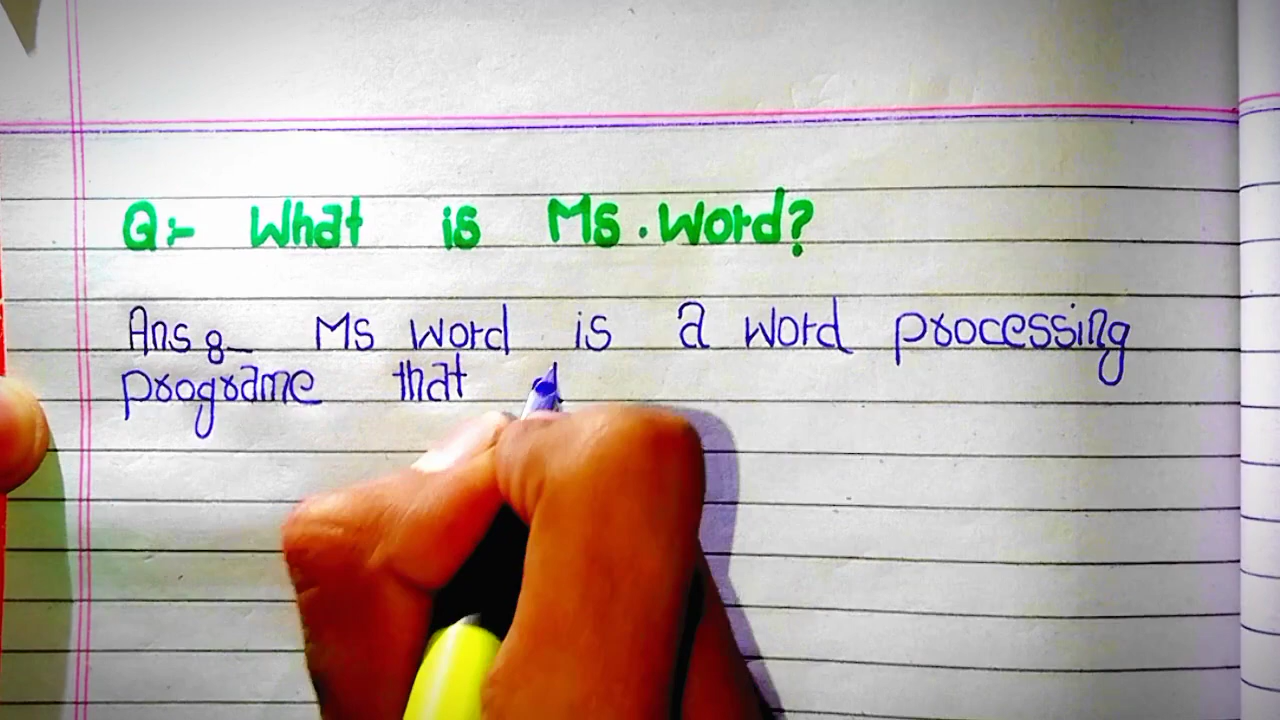 Q:- What is Ms. Word?
Ans :- Ms word is a word processing
programe that